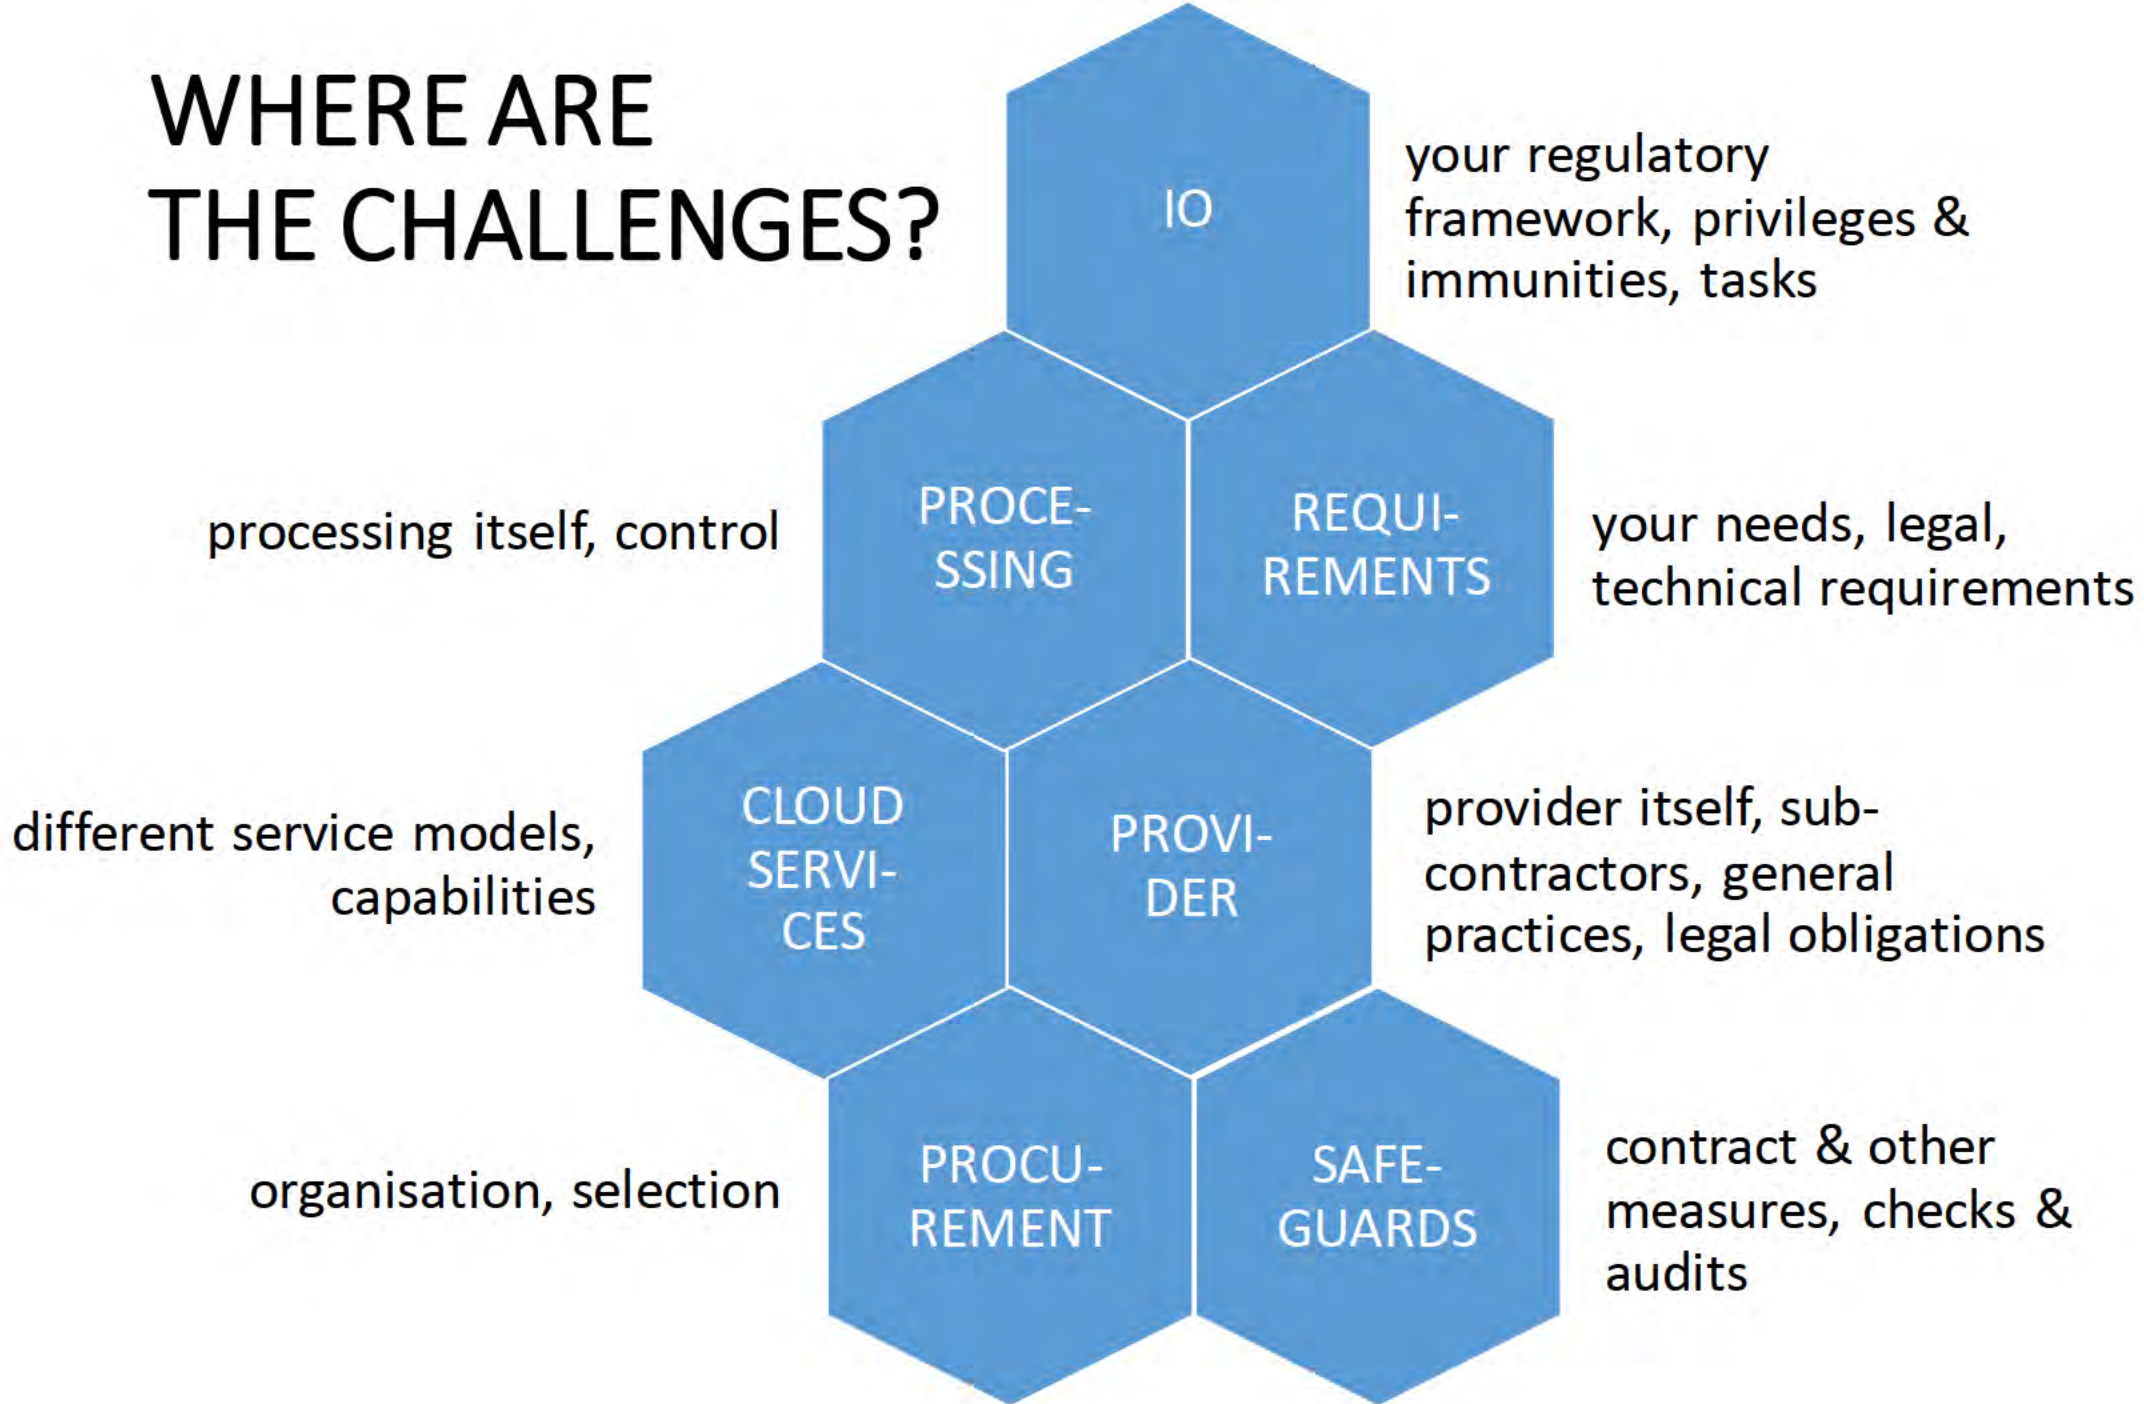 WHERE ARE
THE CHALLENGES?
IO
your regulatory
framework, privileges &
immunities, tasks
processing itself, control
PROCE-
SSING
REQUI-
REMENTS
your needs, legal,
technical requirements
different service models,
capabilities
CLOUD
SERVI-
CES
PROVI-
DER
provider itself, sub-
contractors, general
practices, legal obligations
organisation, selection
PROCU-
REMENT
SAFE-
GUARDS
contract & other
measures, checks &
audits